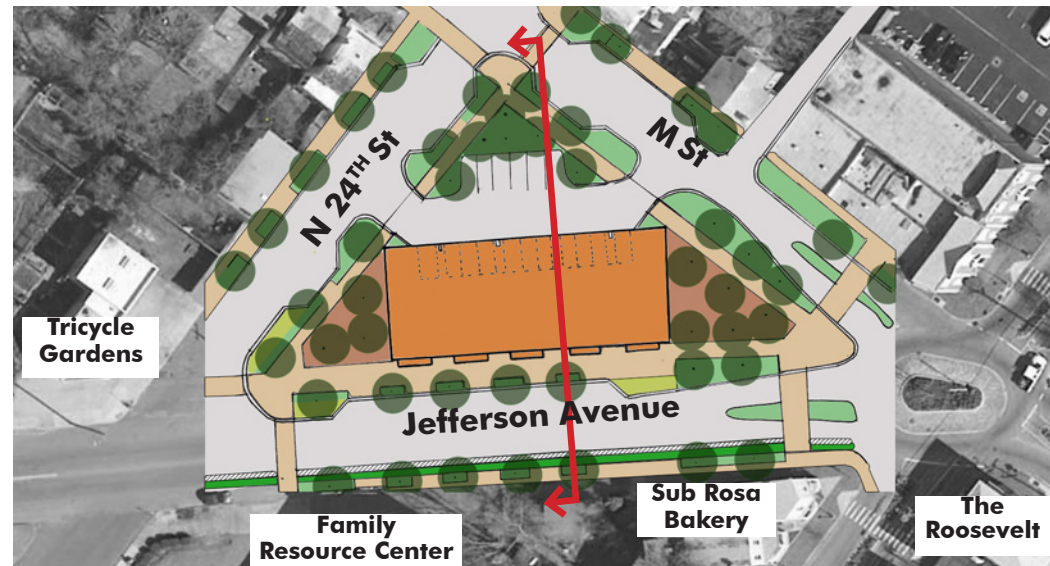 N 24TH St
M St
Tricycle
Gardens
Jefferson Avenue
Family
Resource Center
Sub Rosa
Bakery
The
Roosevelt